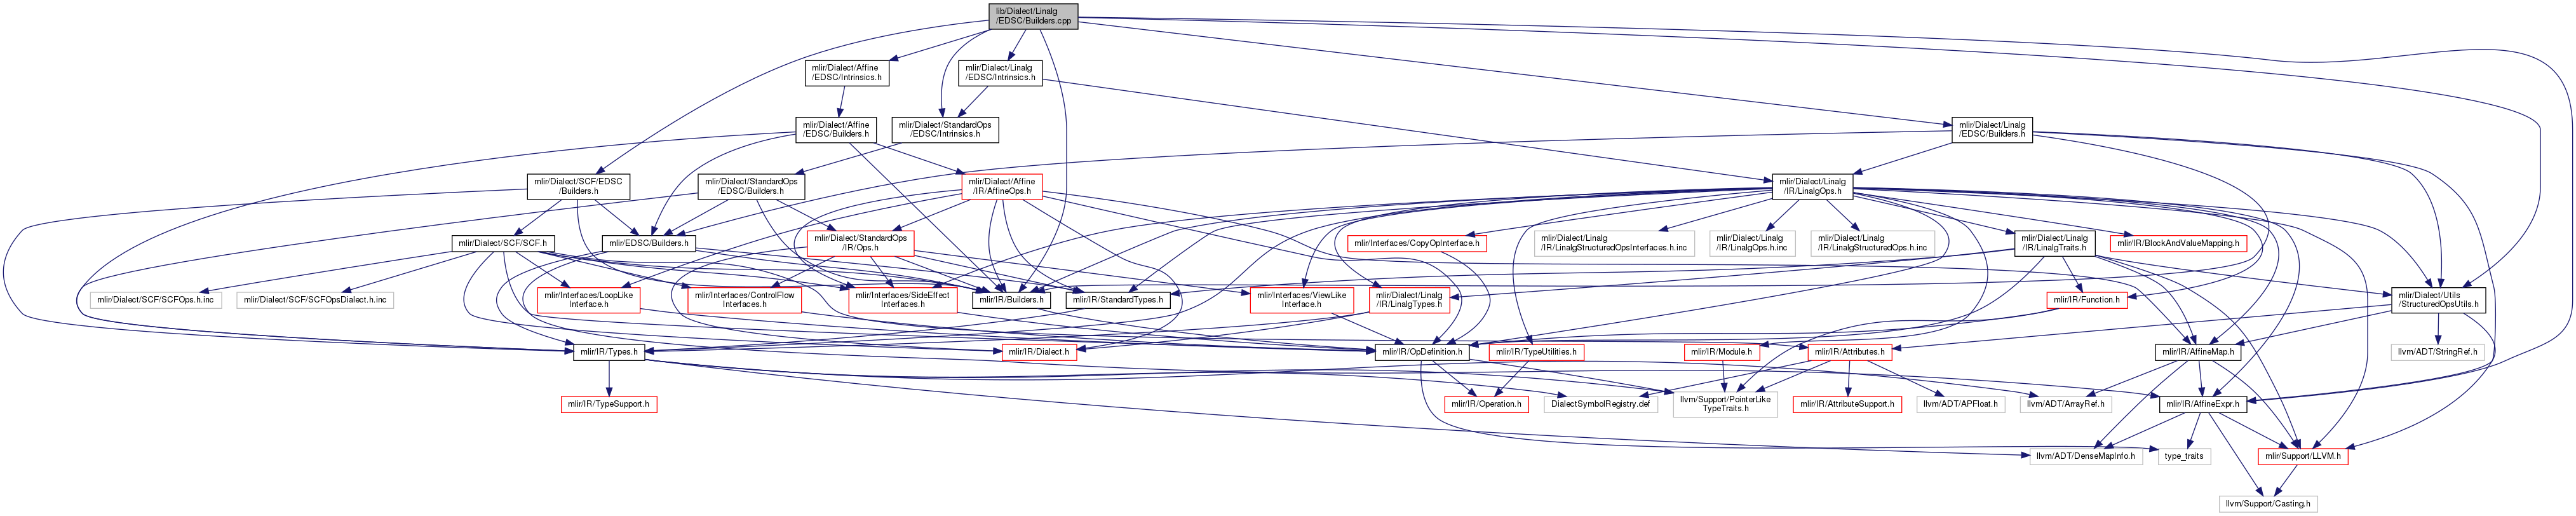 lib/Dialect/Linalg
/EDSC/Builders.cpp
mlir/Dialect/Affine
/EDSC/Intrinsics.h
mlir/Dialect/Linalg
/EDSC/Intrinsics.h
mlir/Dialect/Affine
/EDSC/Builders.h
mlir/Dialect/StandardOps
/EDSC/Intrinsics.h
mlir/Dialect/Linalg
/EDSC/Builders.h
mlir/Dialect/SCF/EDSC
/Builders.h
mlir/Dialect/StandardOps
/EDSC/Builders.h
mlir/Dialect/Affine
/IR/AffineOps.h
mlir/Dialect/Linalg
/IR/LinalgOps.h
mlir/Dialect/SCF/SCF.h
mlir/EDSC/Builders.h
mlir/Dialect/StandardOps
/IR/Ops.h
mlir/Interfaces/CopyOpInterface.h
mlir/Dialect/Linalg
/IR/LinalgStructuredOpsInterfaces.h.inc
mlir/Dialect/Linalg
/IR/LinalgOps.h.inc
mlir/Dialect/Linalg
/IR/LinalgStructuredOps.h.inc
mlir/Dialect/Linalg
/IR/LinalgTraits.h
mlir/IR/BlockAndValueMapping.h
mlir/Dialect/SCF/SCFOps.h.inc
mlir/Dialect/SCF/SCFOpsDialect.h.inc
mlir/Interfaces/LoopLike
Interface.h
mlir/Interfaces/ControlFlow
Interfaces.h
mlir/Interfaces/SideEffect
Interfaces.h
mlir/IR/Builders.h
mlir/IR/StandardTypes.h
mlir/Interfaces/ViewLike
Interface.h
mlir/Dialect/Linalg
/IR/LinalgTypes.h
mlir/IR/Function.h
mlir/Dialect/Utils
/StructuredOpsUtils.h
mlir/IR/Types.h
mlir/IR/Dialect.h
mlir/IR/OpDefinition.h
mlir/IR/TypeUtilities.h
mlir/IR/Module.h
mlir/IR/Attributes.h
mlir/IR/AffineMap.h
llvm/ADT/StringRef.h
mlir/IR/TypeSupport.h
mlir/IR/Operation.h
DialectSymbolRegistry.def
llvm/Support/PointerLike
TypeTraits.h
mlir/IR/AttributeSupport.h
llvm/ADT/APFloat.h
llvm/ADT/ArrayRef.h
mlir/IR/AffineExpr.h
llvm/ADT/DenseMapInfo.h
type_traits
mlir/Support/LLVM.h
llvm/Support/Casting.h